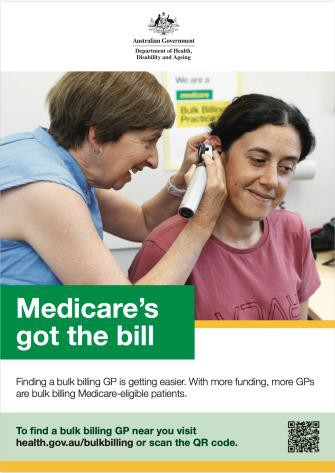 Australian Government
Department of Health,
Disability and Ageing
We are a
medicare
Bulk Billing
Practice
Medicare's
got the bill
Finding a bulk billing GP is getting easier. With more funding, more GPs
are bulk billing Medicare-eligible patients.
To find a bulk billing GP near you visit
health.gov.au/bulkbilling or scan the QR code.